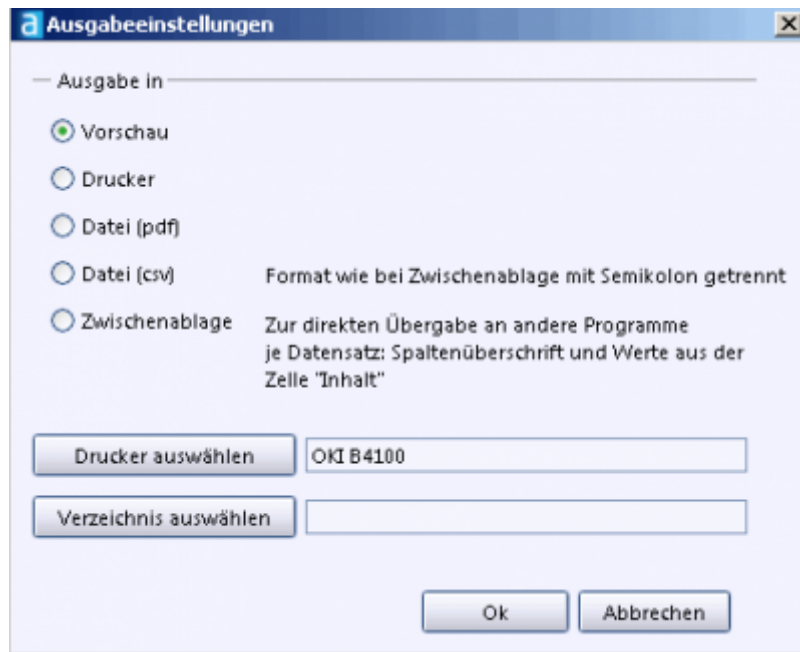 a Ausgabeeinstellungen
Ausgabe in
Vorschau
Drucker
Datei (pdf)
Datei (csv) Format wie bei Zwischenablage mit Semikolon getrennt
Zwischenablage Zur direkten Übergabe an andere Programme
je Datensatz: Spaltenüberschrift und Werte aus der
Zelle "Inhalt"
Drucker auswählen OKI B4100
Verzeichnis auswählen
Ok Abbrechen